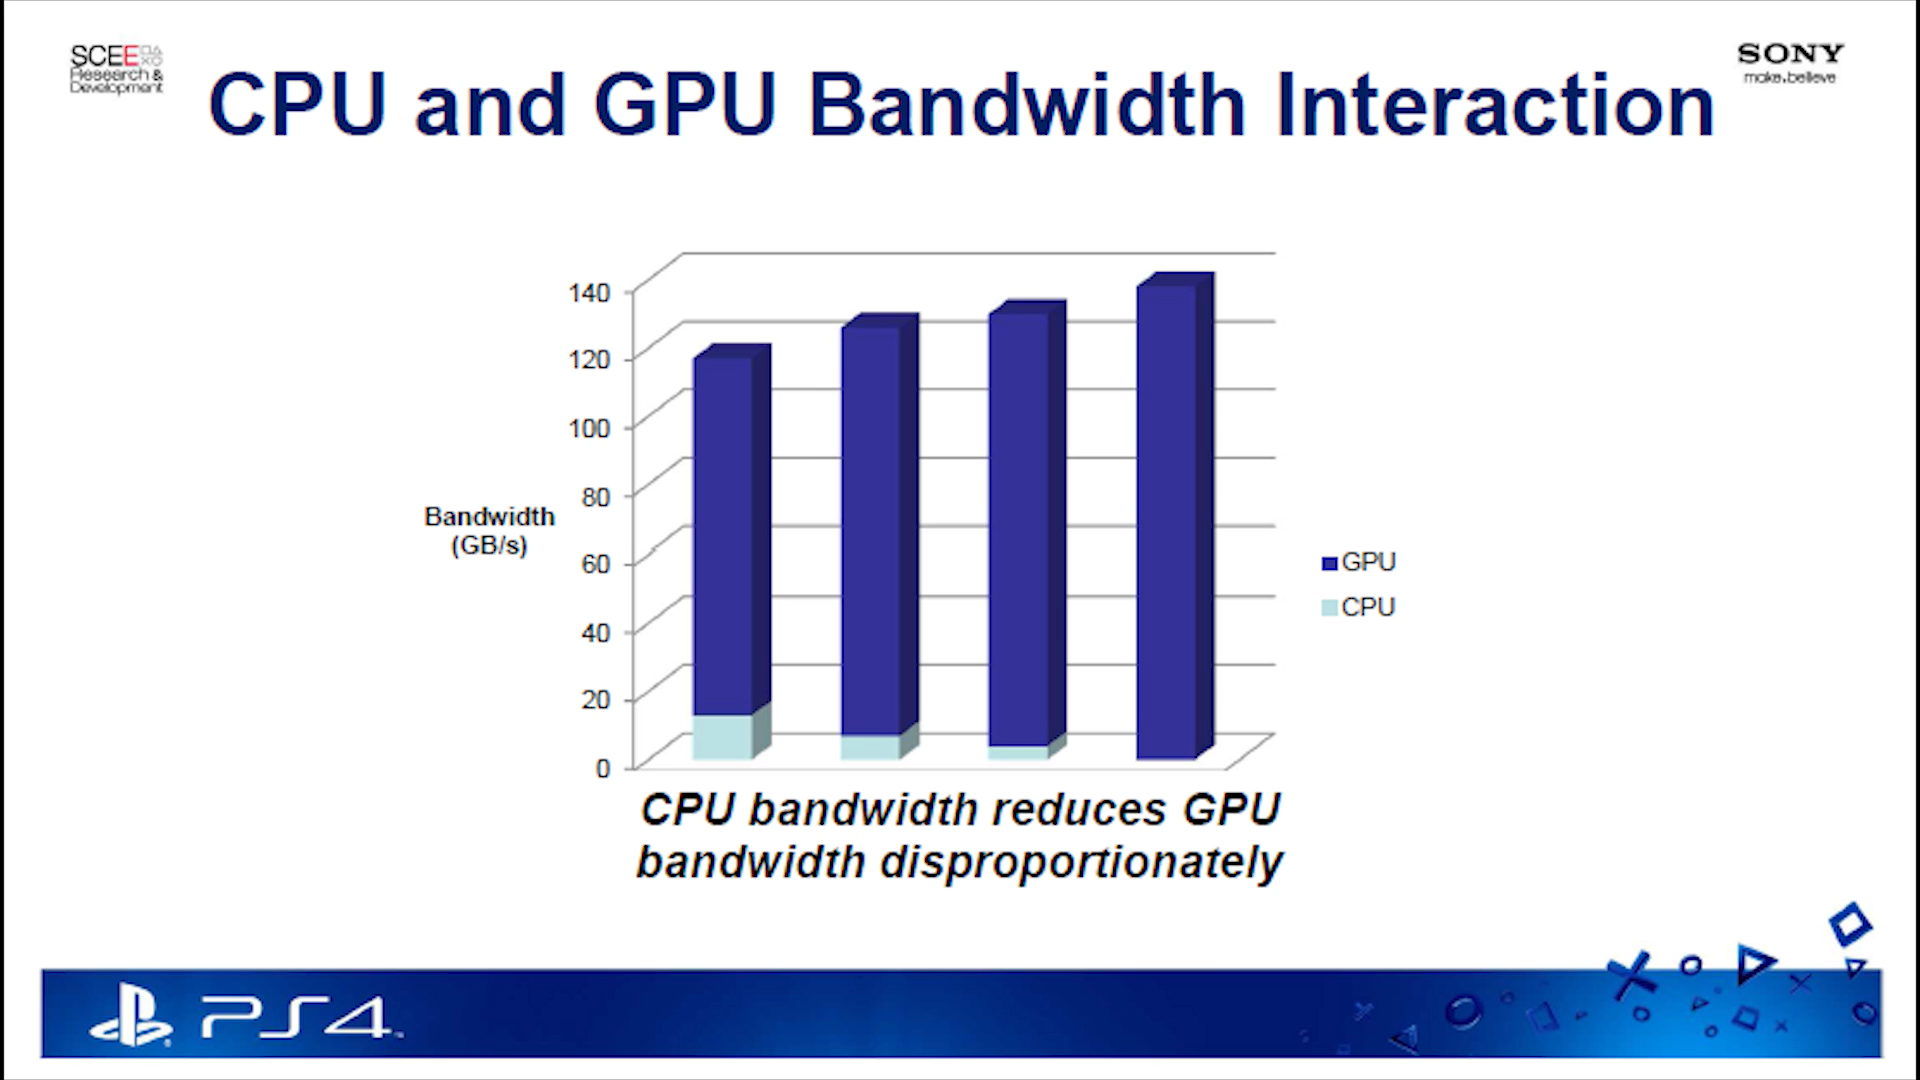 SCEE
Research &
Development
SONY
make.believe
CPU and GPU Bandwidth Interaction
140
120
100
80
60
40
20
0
Bandwidth
(GB/s)
GPU
CPU
CPU bandwidth reduces GPU
bandwidth disproportionately
PS4